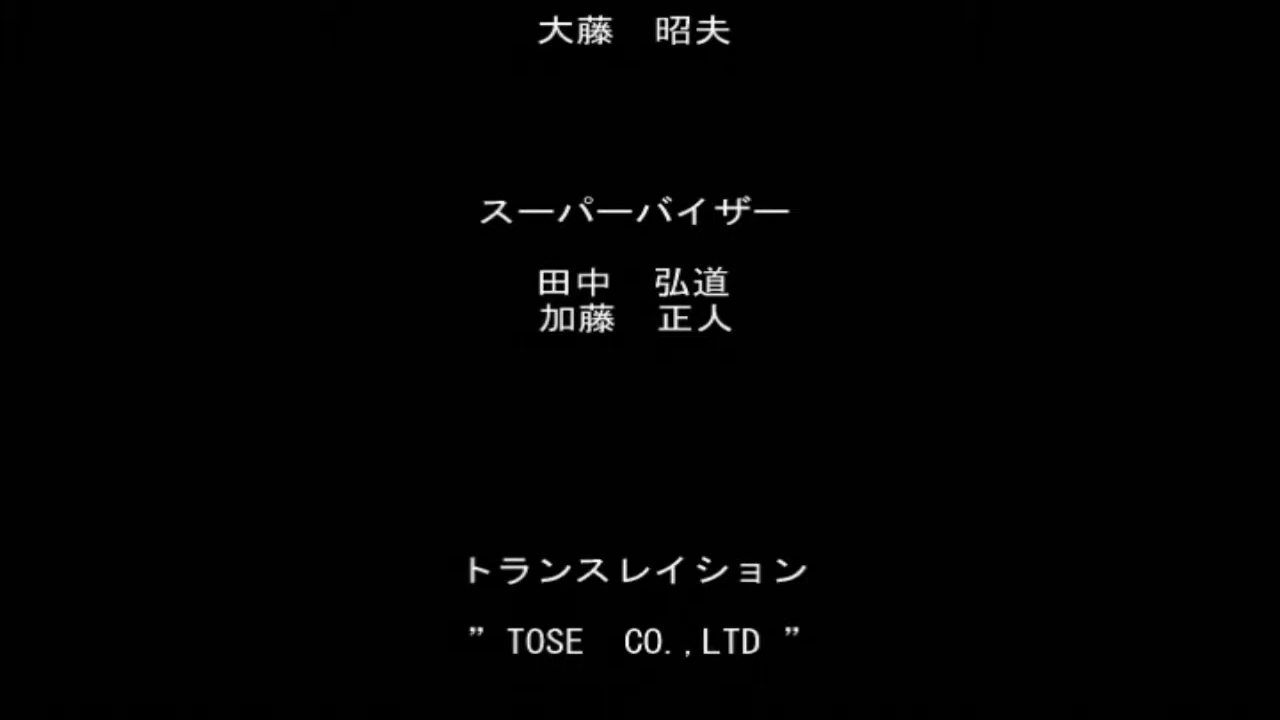 大藤　昭夫
スーパーバイザー
田中　弘道
加藤　正人
トランスレイション
” TOSE　CO.,LTD ”